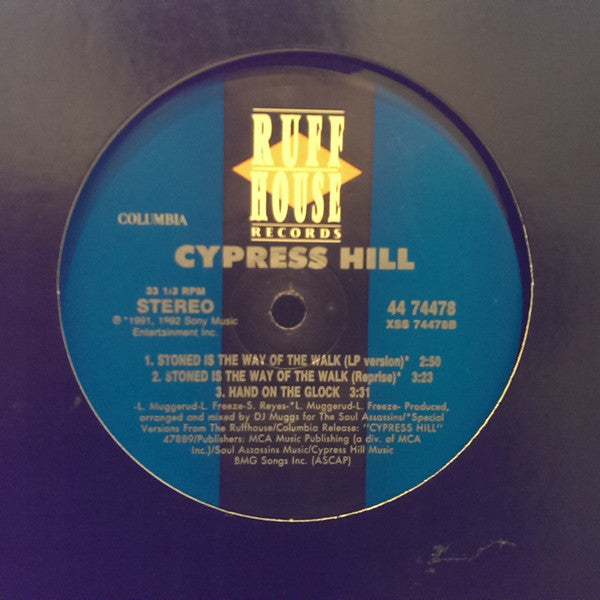 RUFF
HOUSE
RECORDS
COLUMBIA
CYPRESS HILL
33 1/3 RPM
STEREO
℗ *1991, 1992 Sony Music
Entertainment Inc.
44 74478
XSS 74478B
1. STONED IS THE WAY OF THE WALK (LP version)* 2:50
2. STONED IS THE WAY OF THE WALK (Reprise)* 3:23
3. HAND ON THE GLOCK 3:31
-L. Muggerud-L. Freeze-S. Reyes-*L. Muggerud-L. Freeze- Produced,
arranged and mixed by DJ Muggs for The Soul Assassins/*Special
Versions From The Ruffhouse/Columbia Release: "CYPRESS HILL"
47889/Publishers: MCA Music Publishing (a div. of MCA
Inc.)/Soul Assassins Music/Cypress Hill Music
BMG Songs Inc. (ASCAP)